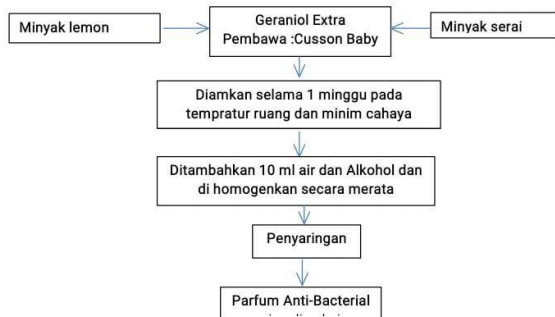 Minyak lemon
Geraniol Extra
Pembawa :Cusson Baby
Minyak serai
Diamkan selama 1 minggu pada
tempratur ruang dan minim cahaya
Ditambahkan 10 ml air dan Alkohol dan
di homogenkan secara merata
Penyaringan
Parfum Anti-Bacterial